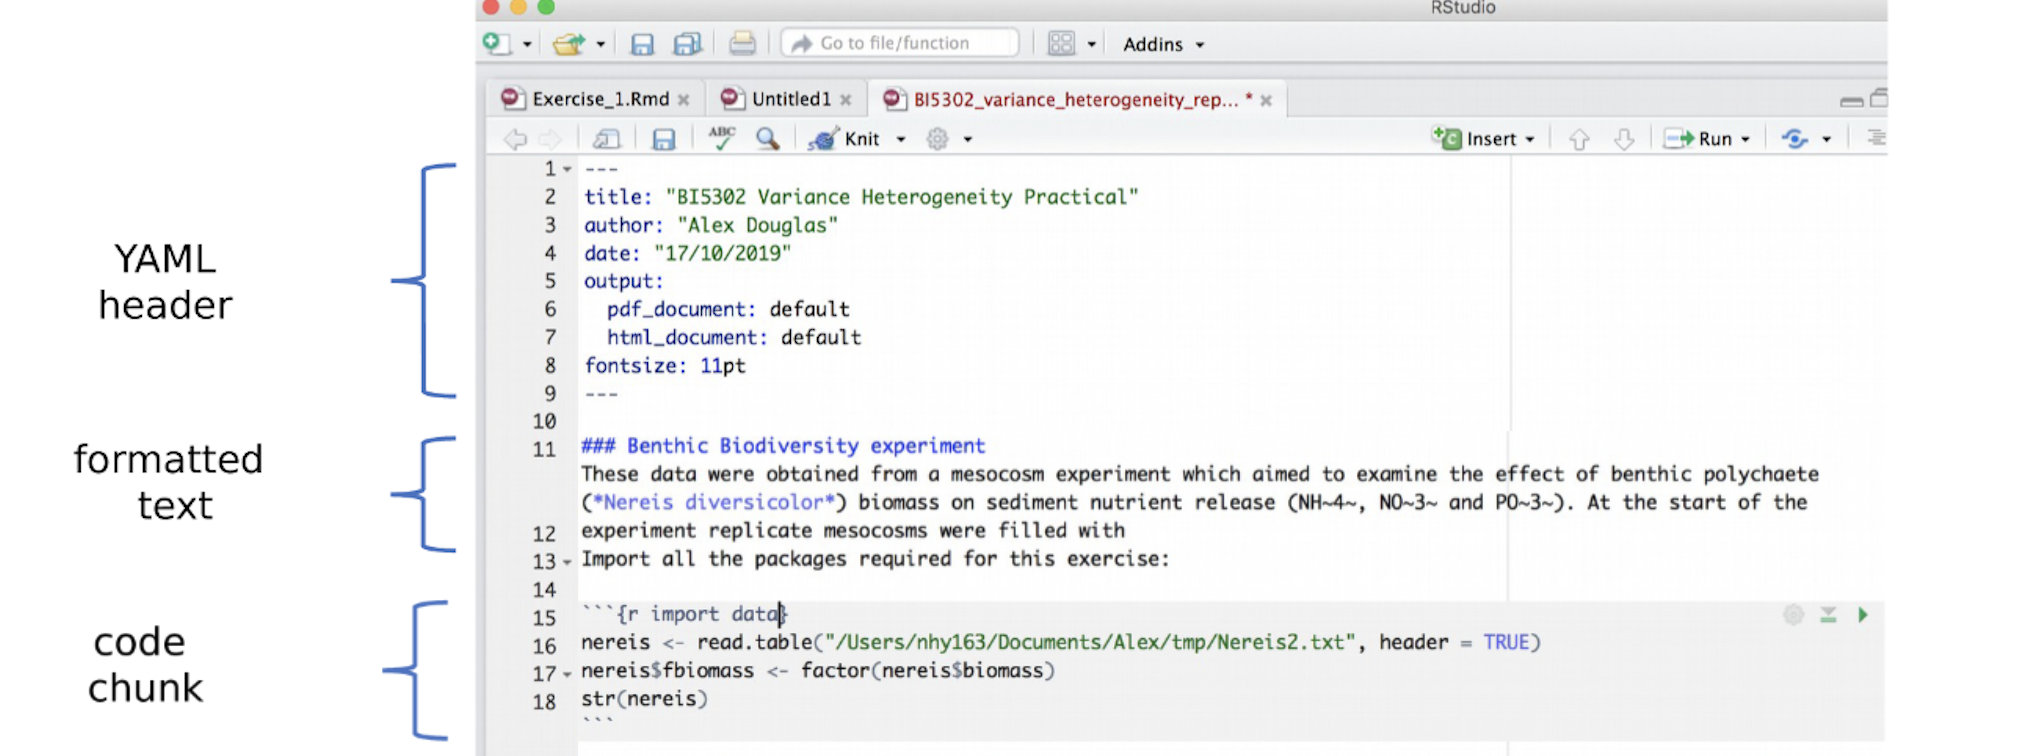 RStudio
Go to file/function
Addins
Exercise_1.Rmd
Untitled1
BI5302_variance_heterogeneity_rep... *
ABC
Knit
Insert
Run
YAML
header
formatted
text
code
chunk
1 ---
2 title: "BI5302 Variance Heterogeneity Practical"
3 author: "Alex Douglas"
4 date: "17/10/2019"
5 output:
6 pdf_document: default
7 html_document: default
8 fontsize: 11pt
9 ---
10
11 ### Benthic Biodiversity experiment
These data were obtained from a mesocosm experiment which aimed to examine the effect of benthic polychaete
(*Nereis diversicolor*) biomass on sediment nutrient release (NH~4~, NO~3~ and PO~3~). At the start of the
12 experiment replicate mesocosms were filled with
13 Import all the packages required for this exercise:
14
15 ```{r import data}
16 nereis <- read.table("/Users/nhy163/Documents/Alex/tmp/Nereis2.txt", header = TRUE)
17 nereis$fbiomass <- factor(nereis$biomass)
18 str(nereis)
```